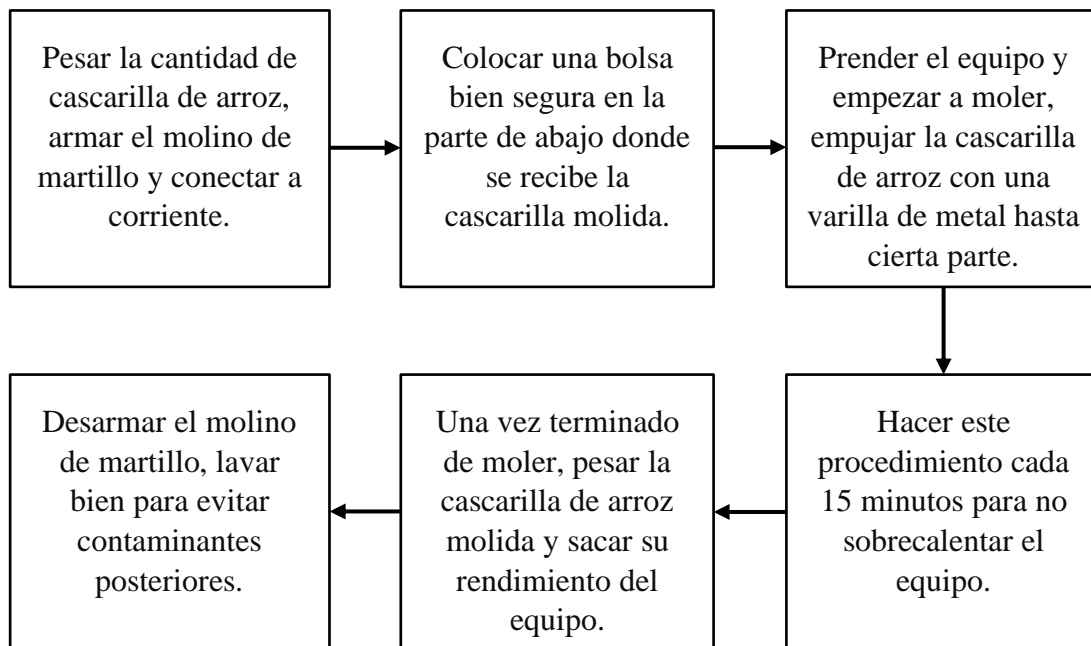 Pesar la cantidad de
cascarilla de arroz,
armar el molino de
martillo y conectar a
corriente.
Colocar una bolsa
bien segura en la
parte de abajo donde
se recibe la
cascarilla molida.
Prender el equipo y
empezar a moler,
empujar la cascarilla
de arroz con una
varilla de metal hasta
cierta parte.
Hacer este
procedimiento cada
15 minutos para no
sobrecalentar el
equipo.
Una vez terminado
de moler, pesar la
cascarilla de arroz
molida y sacar su
rendimiento del
equipo.
Desarmar el molino
de martillo, lavar
bien para evitar
contaminantes
posteriores.